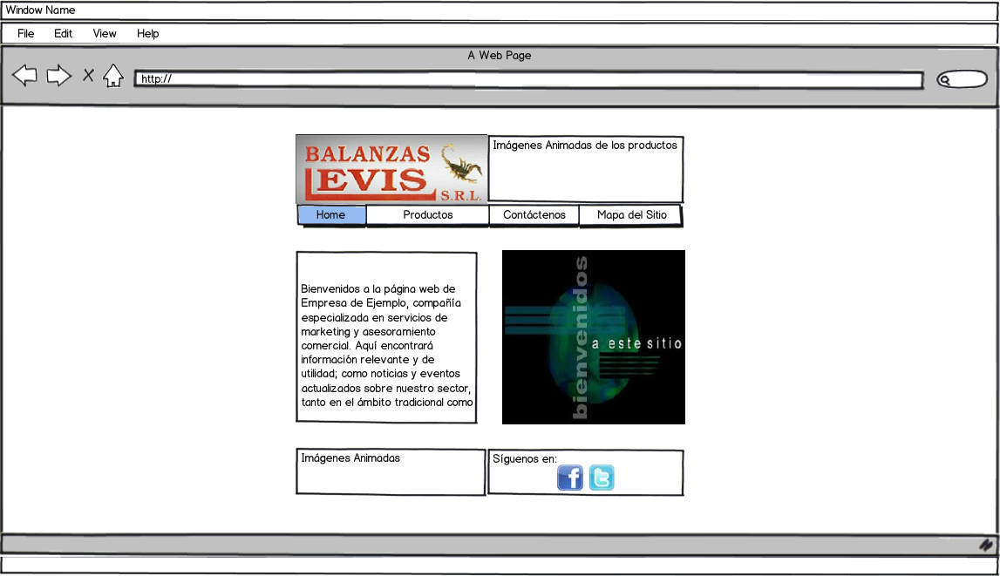 Window Name
File Edit View Help
A Web Page
http://
BALANZAS
LEVIS
S.R.L.
Imágenes Animadas de los productos
Home Productos Contáctenos Mapa del Sitio
Bienvenidos a la página web de
Empresa de Ejemplo, compañía
especializada en servicios de
marketing y asesoramiento
comercial. Aquí encontrará
información relevante y de
utilidad; como noticias y eventos
actualizados sobre nuestro sector,
tanto en el ámbito tradicional como
bienvenidos
a este sitio
Imágenes Animadas
Síguenos en: